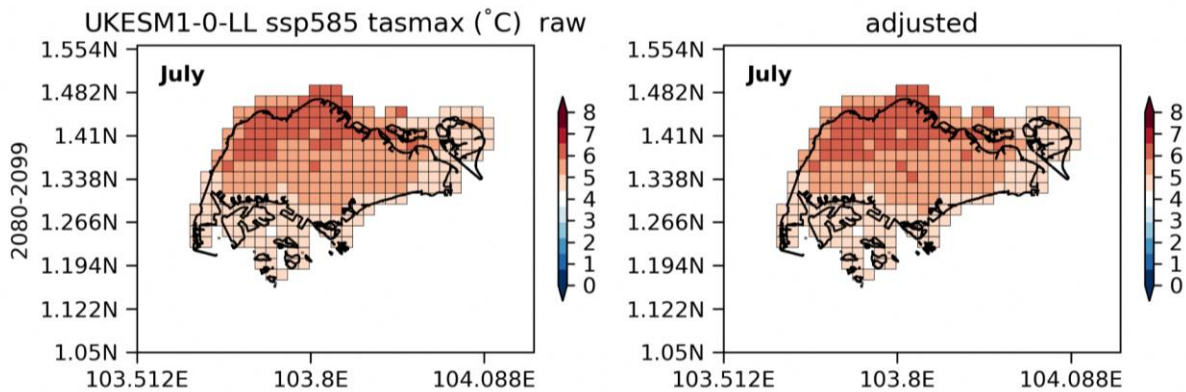 UKESM1-0-LL ssp585 tasmax (˚C) raw
adjusted
2080-2099
July
1.554N
1.482N
1.41N
1.338N
1.266N
1.194N
1.122N
1.05N
103.512E
103.8E
104.088E
8
7
6
5
4
3
2
1
0
July
1.554N
1.482N
1.41N
1.338N
1.266N
1.194N
1.122N
1.05N
103.512E
103.8E
104.088E
8
7
6
5
4
3
2
1
0